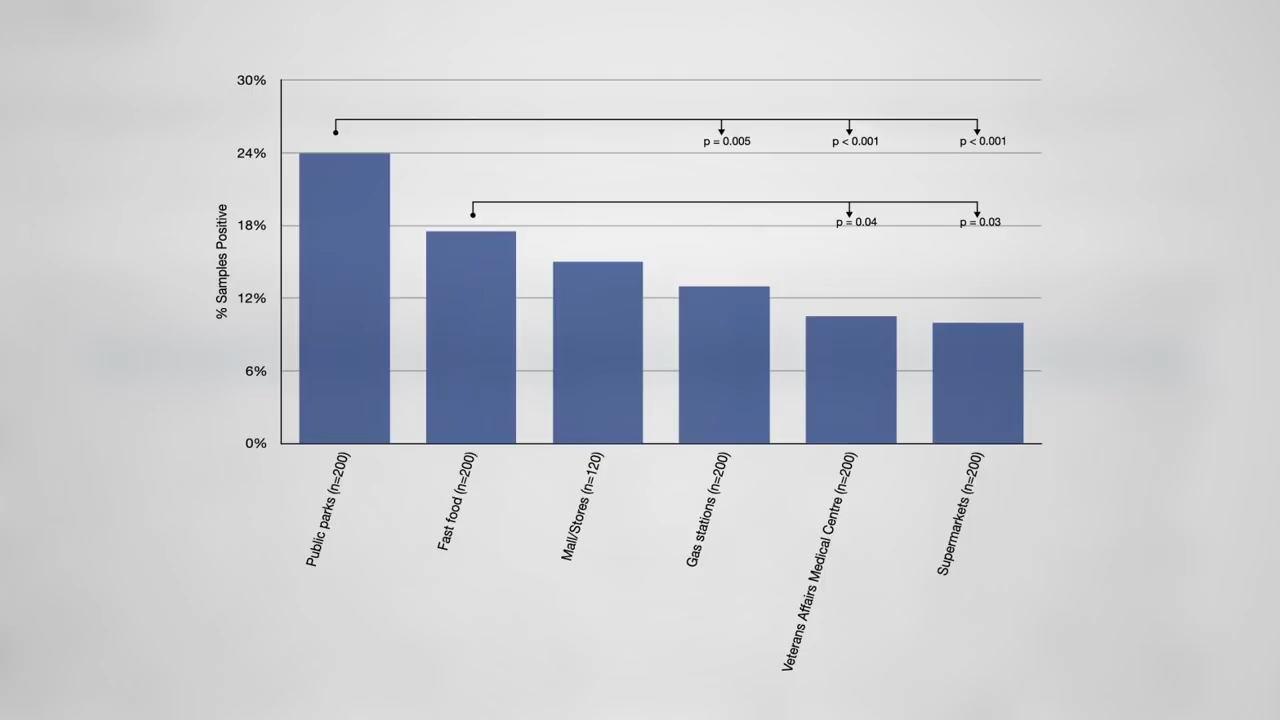 30%
p = 0.005
p < 0.001
p < 0.001
24%
18%
p = 0.04
p = 0.03
12%
6%
0%
% Samples Positive
Public parks (n=200)
Fast food (n=200)
Mall/Stores (n=120)
Gas stations (n=200)
Veterans Affairs Medical Centre (n=200)
Supermarkets (n=200)